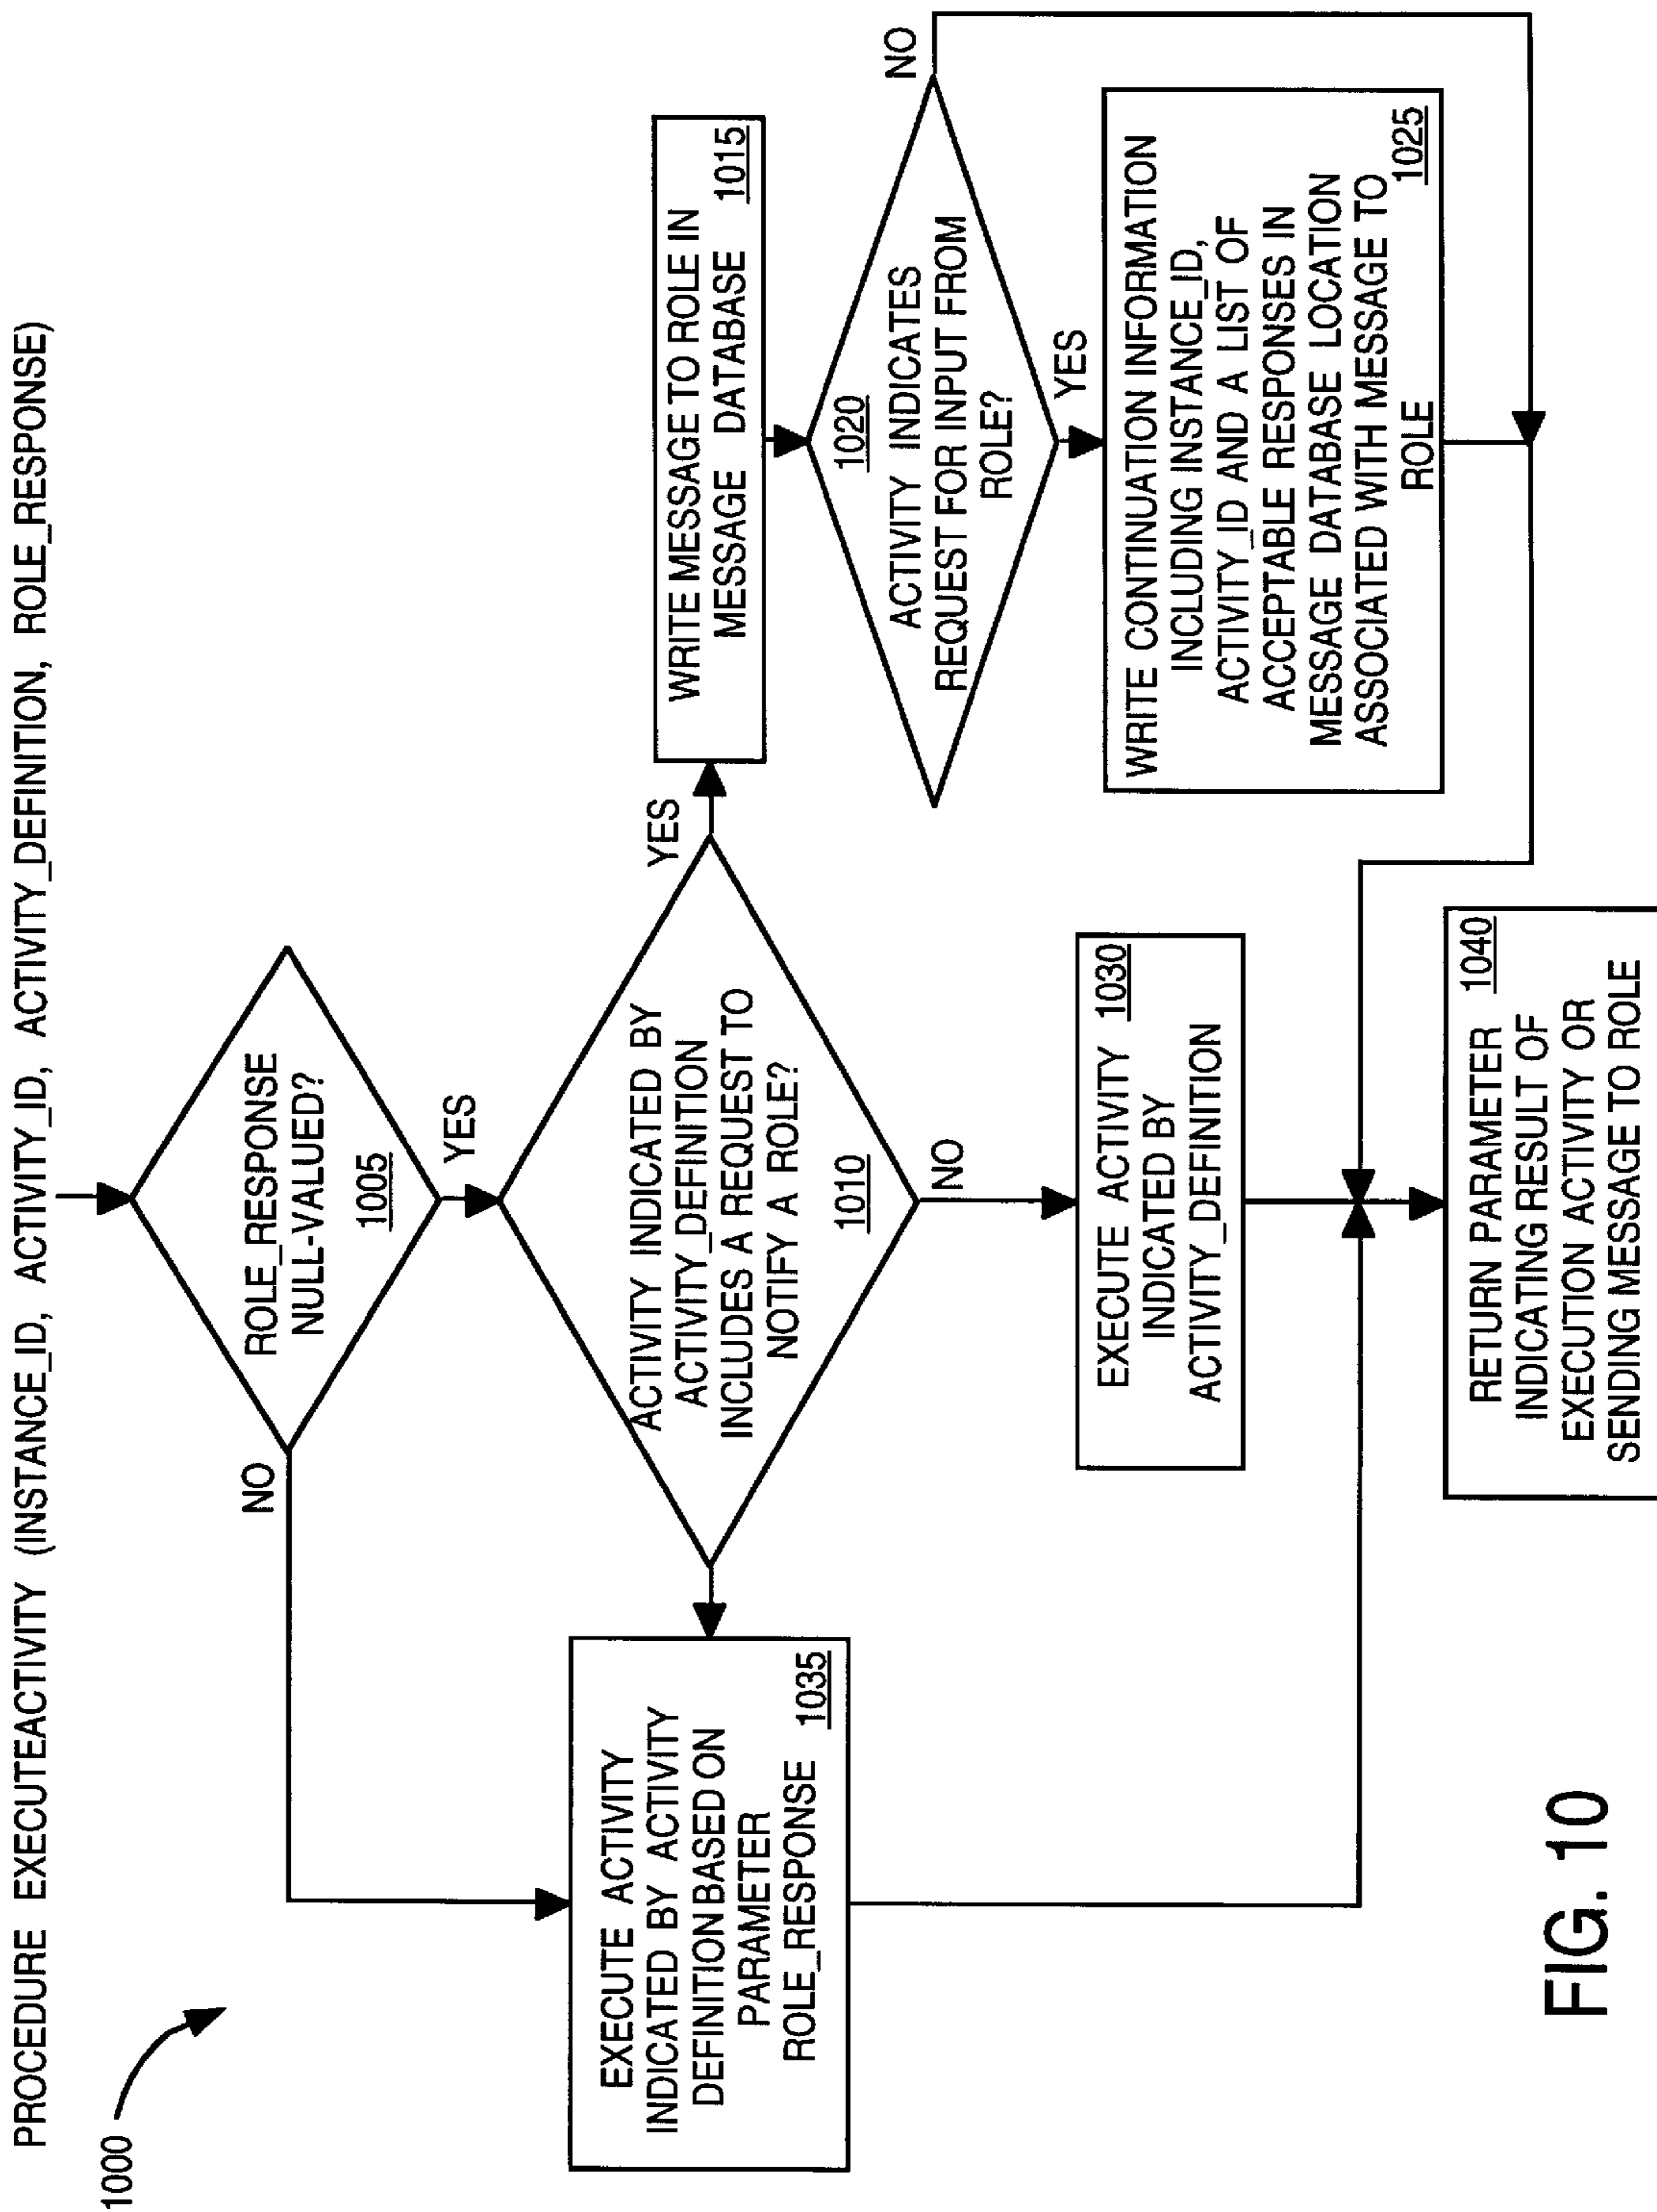 PROCEDURE EXECUTEACTIVITY (INSTANCE_ID, ACTIVITY_ID, ACTIVITY_DEFINITION, ROLE_RESPONSE)
1000
ROLE_RESPONSE
NULL-VALUED?
1005
NO
YES
ACTIVITY INDICATED BY
ACTIVITY_DEFINITION
INCLUDES A REQUEST TO
NOTIFY A ROLE?
1010
YES
NO
WRITE MESSAGE TO ROLE IN
MESSAGE DATABASE 1015
1020
ACTIVITY INDICATES
REQUEST FOR INPUT FROM
ROLE?
NO
YES
WRITE CONTINUATION INFORMATION
INCLUDING INSTANCE_ID,
ACTIVITY_ID AND A LIST OF
ACCEPTABLE RESPONSES IN
MESSAGE DATABASE LOCATION
ASSOCIATED WITH MESSAGE TO
ROLE 1025
EXECUTE ACTIVITY 1030
INDICATED BY
ACTIVITY_DEFINITION
EXECUTE ACTIVITY
INDICATED BY ACTIVITY
DEFINITION BASED ON
PARAMETER
ROLE_RESPONSE 1035
RETURN PARAMETER 1040
INDICATING RESULT OF
EXECUTION ACTIVITY OR
SENDING MESSAGE TO ROLE
FIG. 10